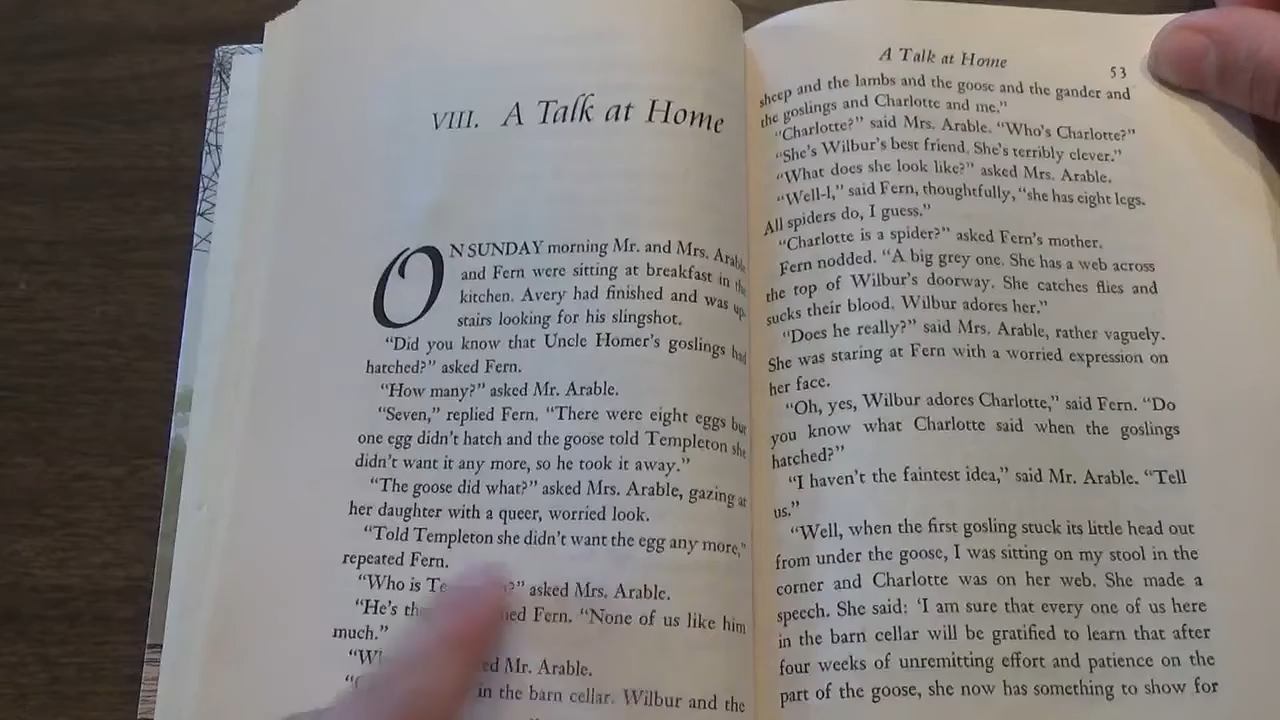 VIII. A Talk at Home
ON SUNDAY morning Mr. and Mrs. Arable
and Fern were sitting at breakfast in the
kitchen. Avery had finished and was up-
stairs looking for his slingshot.
"Did you know that Uncle Homer's goslings had
hatched?" asked Fern.
"How many?" asked Mr. Arable.
"Seven," replied Fern. "There were eight eggs but
one egg didn't hatch and the goose told Templeton she
didn't want it any more, so he took it away."
"The goose did what?" asked Mrs. Arable, gazing at
her daughter with a queer, worried look.
"Told Templeton she didn't want the egg any more,"
repeated Fern.
"Who is asked Mrs. Arable.
"He's Fern. "None of us like him
much."
Mr. Arable.
in the barn cellar. Wilbur and the
A Talk at Home
53
sheep and the lambs and the goose and the gander and
the goslings and Charlotte and me."
"Charlotte?" said Mrs. Arable. "Who's Charlotte?"
"She's Wilbur's best friend. She's terribly clever."
"What does she look like?" asked Mrs. Arable.
"Well-l," said Fern, thoughtfully, "she has eight legs.
All spiders do, I guess."
"Charlotte is a spider?" asked Fern's mother.
Fern nodded. "A big grey one. She has a web across
the top of Wilbur's doorway. She catches flies and
sucks their blood. Wilbur adores her."
"Does he really?" said Mrs. Arable, rather vaguely.
She was staring at Fern with a worried expression on
her face.
"Oh, yes, Wilbur adores Charlotte," said Fern. "Do
you know what Charlotte said when the goslings
hatched?"
"I haven't the faintest idea," said Mr. Arable. "Tell
us."
"Well, when the first gosling stuck its little head out
from under the goose, I was sitting on my stool in the
corner and Charlotte was on her web. She made a
speech. She said: 'I am sure that every one of us here
in the barn cellar will be gratified to learn that after
four weeks of unremitting effort and patience on the
part of the goose, she now has something to show for